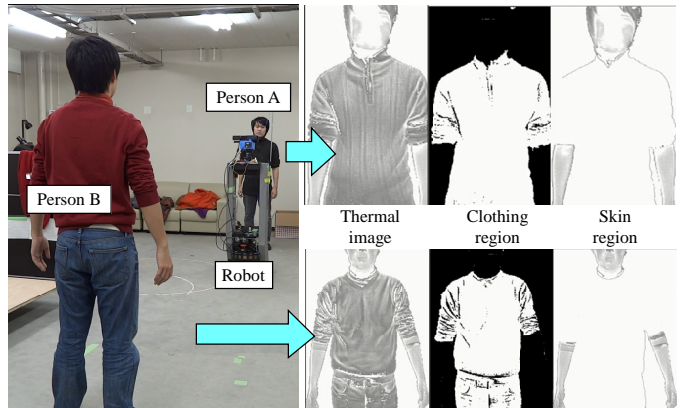 Person A
Person B
Thermal
image
Clothing
region
Skin
region
Robot